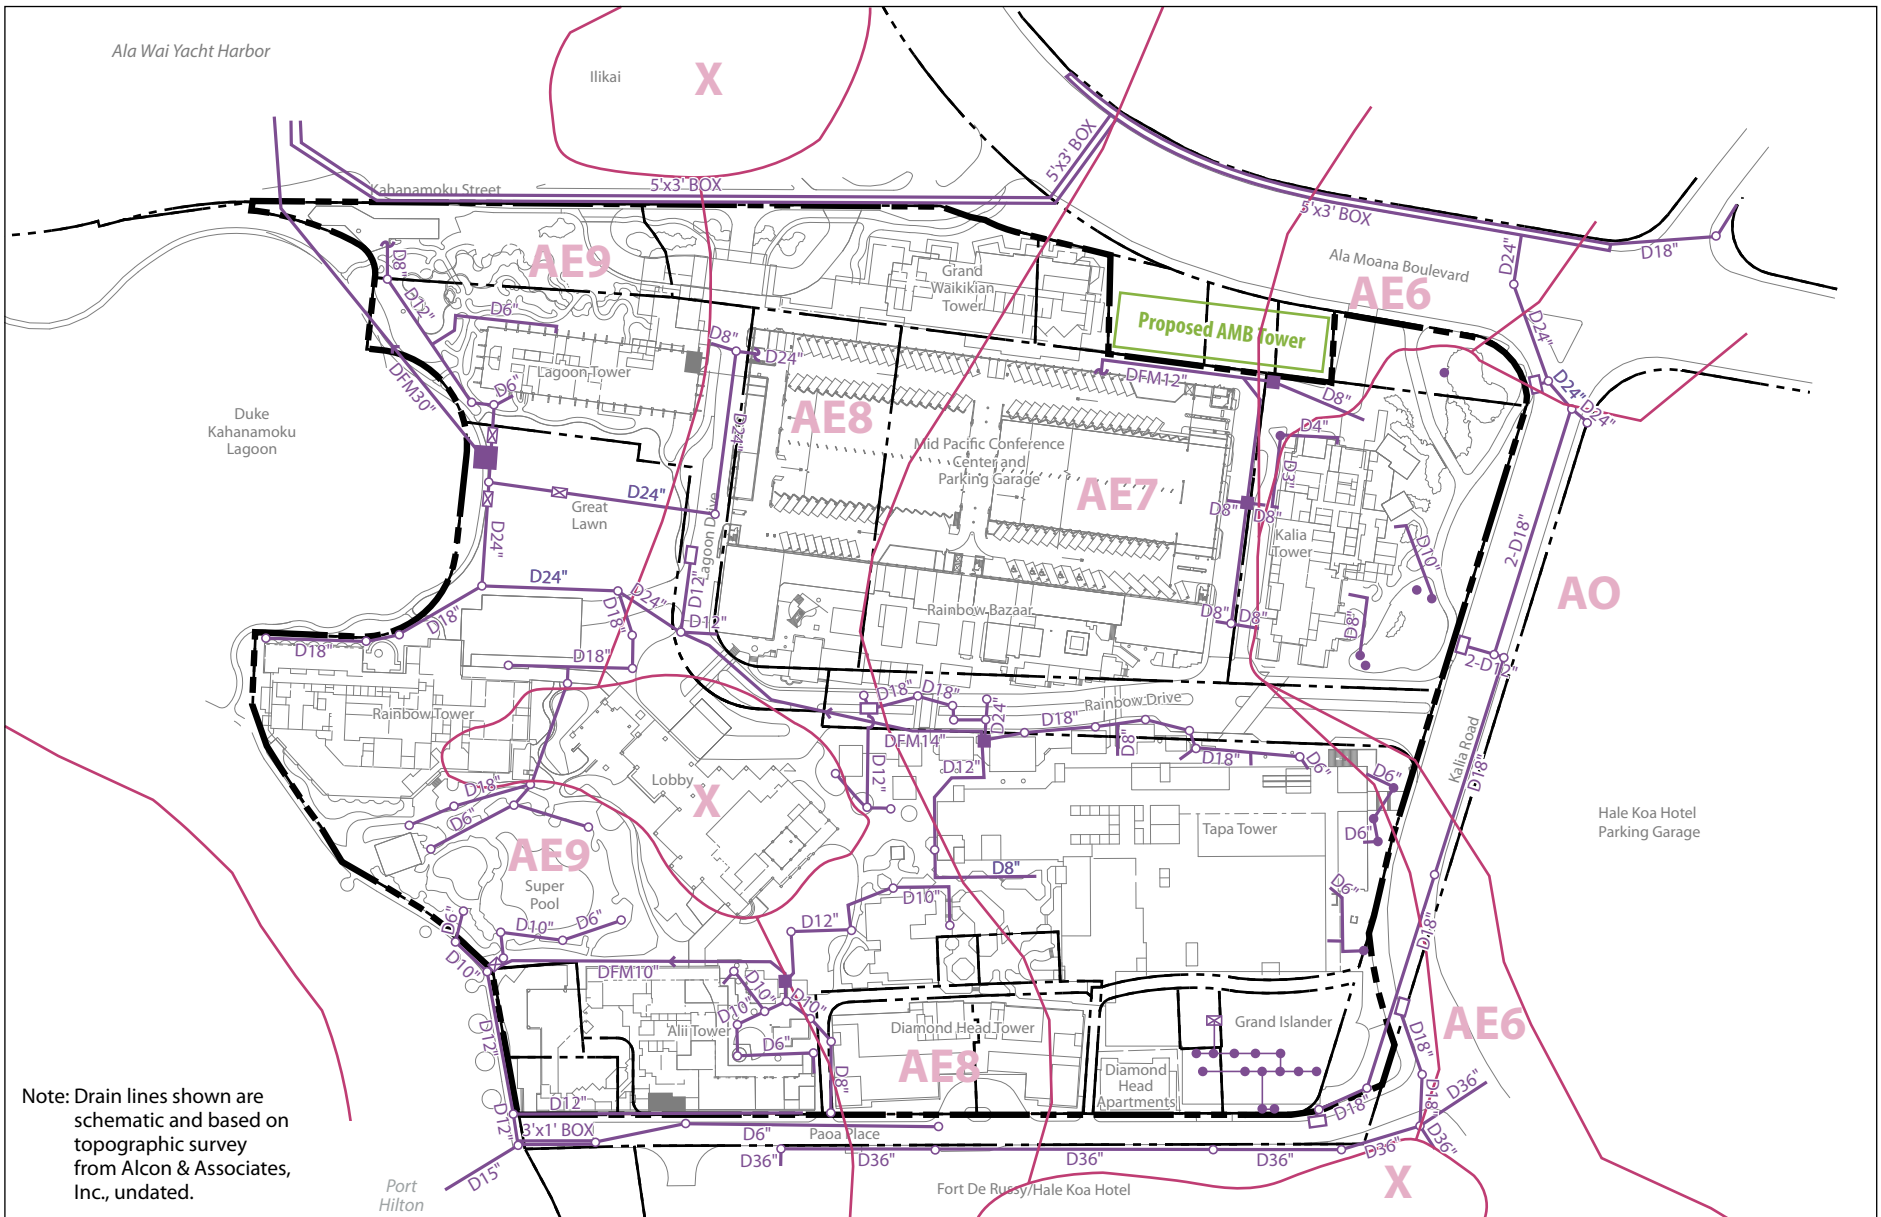 Ala Wai Yacht Harbor
Ilikai
X
5'x3' BOX
Kahanamoku Street
5'x3' BOX
5'x3' BOX
D18"
D24"
Ala Moana Boulevard
AE6
AE9
D8"
D12"
D6"
Grand
Waikikian
Tower
Proposed AMB Tower
D24"
D8"
D24"
Lagoon Tower
D6"
DFM30"
DFM12"
D8"
D24"
D24"
Duke
Kahanamoku
Lagoon
AE8
D24"
Mid Pacific Conference
Center and
Parking Garage
D4"
D3"
AE7
D24"
Great
Lawn
D8"
D8"
Kalia
Tower
D10"
2-D18"
D24"
Lagoon Drive
D24"
D24"
D12"
AO
D18"
D18"
D12"
Rainbow Bazaar
D8"
D8"
D8"
D18"
D18"
2-D12"
Rainbow Tower
D18"
D18"
D24"
Rainbow Drive
D18"
DFM14"
D8"
D18"
D6"
Kalia Road
D18"
Lobby
X
D12"
D12"
D6"
D18"
D6"
Tapa Tower
D6"
Hale Koa Hotel
Parking Garage
AE9
Super
Pool
D8"
D6"
D10"
D6"
D6"
D10"
D12"
D10"
D18"
DFM10"
D10"
D10"
D10"
Alii Tower
D6"
Diamond Head Tower
AE8
Grand Islander
AE6
D12"
D8"
Diamond
Head
Apartments
D18"
D18"
D36"
Note: Drain lines shown are
schematic and based on
topographic survey
from Alcon & Associates,
Inc., undated.
D12"
D12"
D18"
3'x1' BOX
D6"
Paoa Place
D36"
D36"
D36"
D36"
D36"
D36"
D15"
Port
Hilton
Fort De Russy/Hale Koa Hotel
X